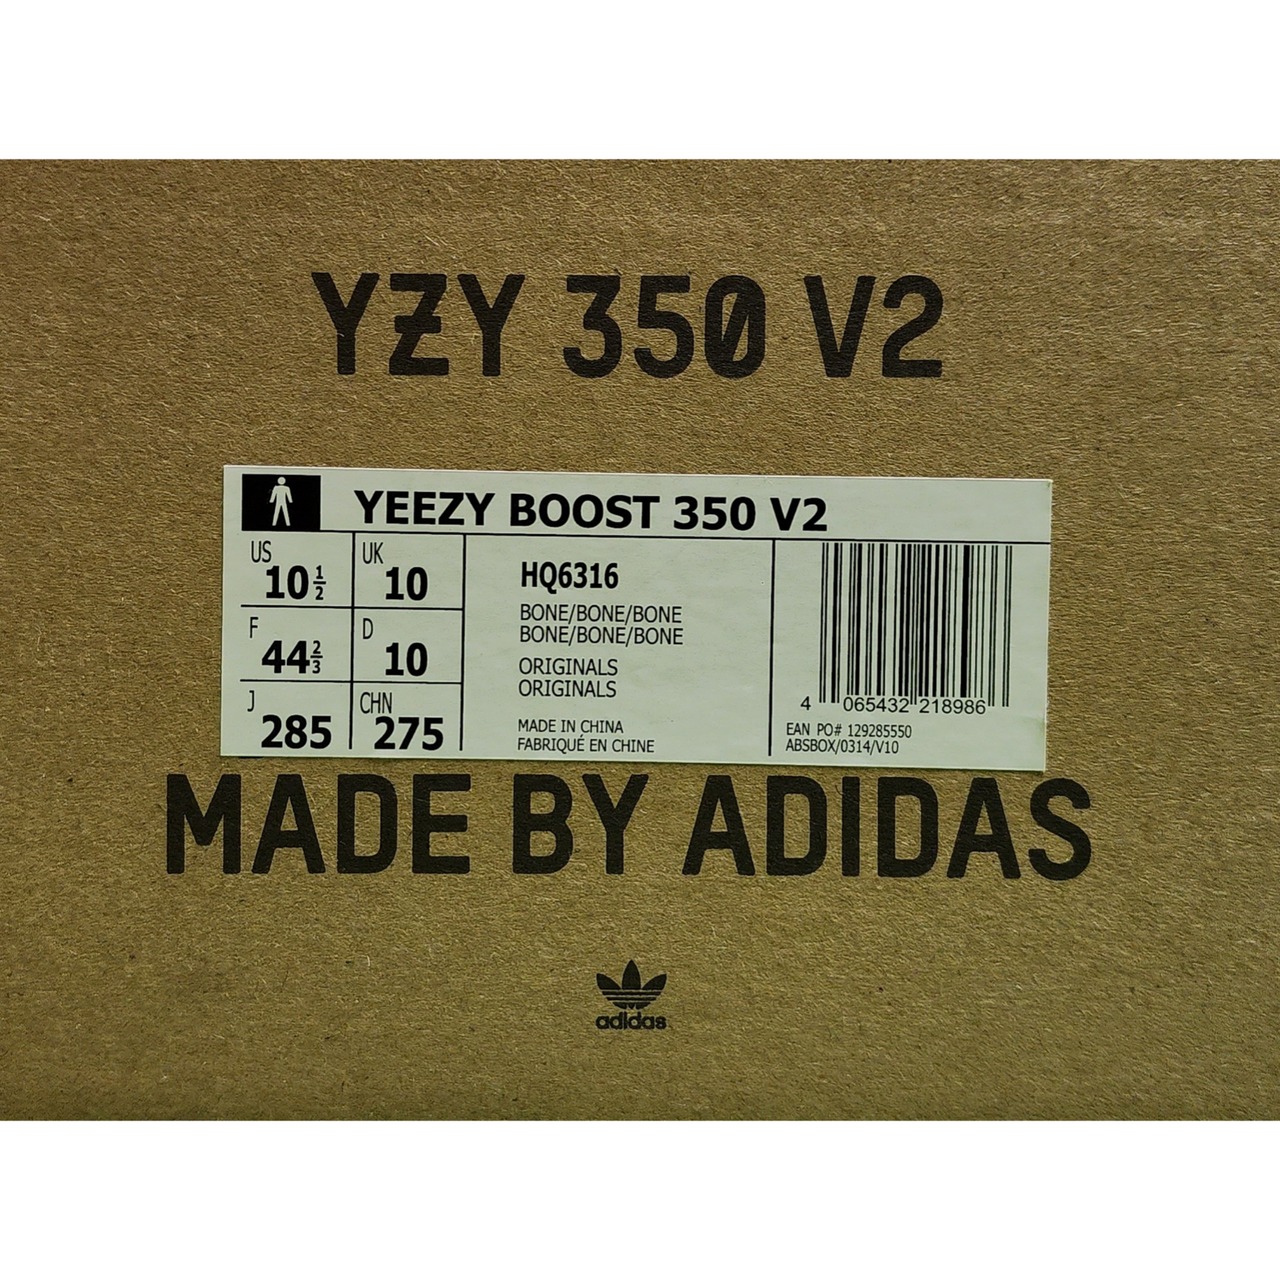 YZY 350 V2
YEEZY BOOST 350 V2
US
10 1/2
UK
10
F
44 2/3
D
10
J
285
CHN
275
HQ6316
BONE/BONE/BONE
BONE/BONE/BONE
ORIGINALS
ORIGINALS
MADE IN CHINA
FABRIQUÉ EN CHINE
4 065432 218986
EAN PO# 129285550
ABSBOX/0314/V10
MADE BY ADIDAS
adidas